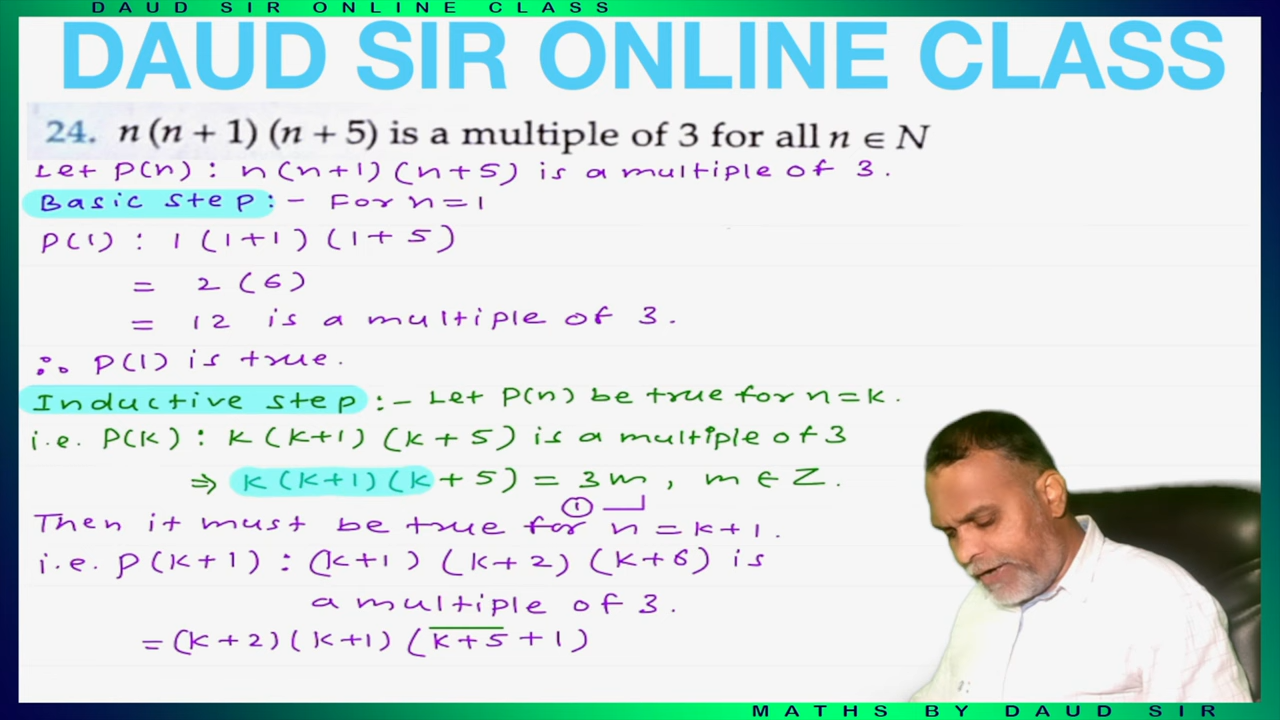 DAUD SIR ONLINE CLASS
DAUD SIR ONLINE CLASS
24. n (n + 1) (n + 5) is a multiple of 3 for all n ∈ N
Let P(n) : n(n+1)(n+5) is a multiple of 3.
Basic step :- For n=1
P(1) : 1(1+1)(1+5)
= 2(6)
= 12 is a multiple of 3.
∴ P(1) is true.
Inductive step :- Let P(n) be true for n=k.
i.e. P(k) : k(k+1)(k+5) is a multiple of 3
⇒ k(k+1)(k+5) = 3m, m ∈ Z.
①
Then it must be true for n=k+1.
i.e. P(k+1) : (k+1)(k+2)(k+6) is
a multiple of 3.
= (k+2)(k+1)(k+5+1)
MATHS BY DAUD SIR